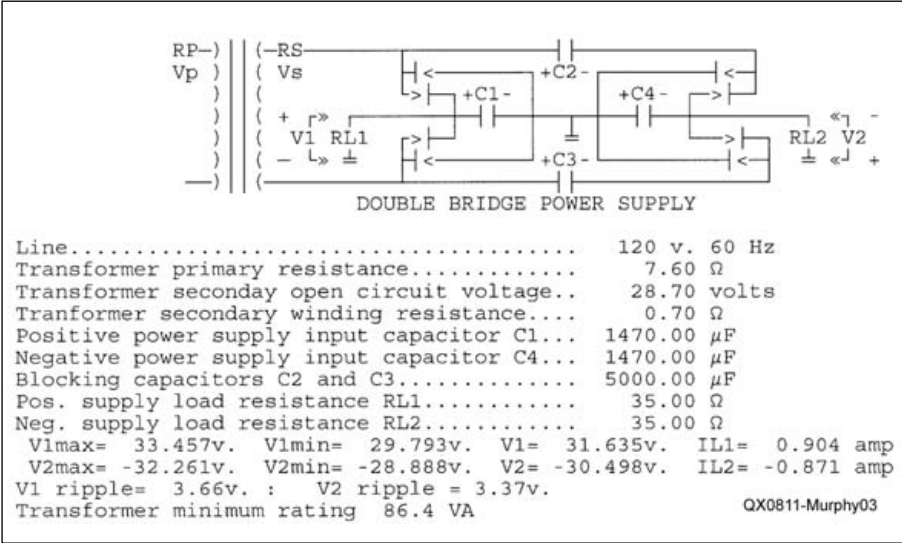 RP—) (—RS
Vp ) ( Vs
+C2-
+C1- +C4-
+ -
V1 RL1 RL2 V2
- +
+C3-
DOUBLE BRIDGE POWER SUPPLY
Line....................................... 120 v. 60 Hz
Transformer primary resistance............. 7.60 Ω
Transformer seconday open circuit voltage.. 28.70 volts
Tranformer secondary winding resistance.... 0.70 Ω
Positive power supply input capacitor C1... 1470.00 μF
Negative power supply input capacitor C4... 1470.00 μF
Blocking capacitors C2 and C3.............. 5000.00 μF
Pos. supply load resistance RL1............ 35.00 Ω
Neg. supply load resistance RL2............ 35.00 Ω
V1max= 33.457v. V1min= 29.793v. V1= 31.635v. IL1= 0.904 amp
V2max= -32.261v. V2min= -28.888v. V2= -30.498v. IL2= -0.871 amp
V1 ripple= 3.66v. : V2 ripple = 3.37v.
Transformer minimum rating 86.4 VA
QX0811-Murphy03